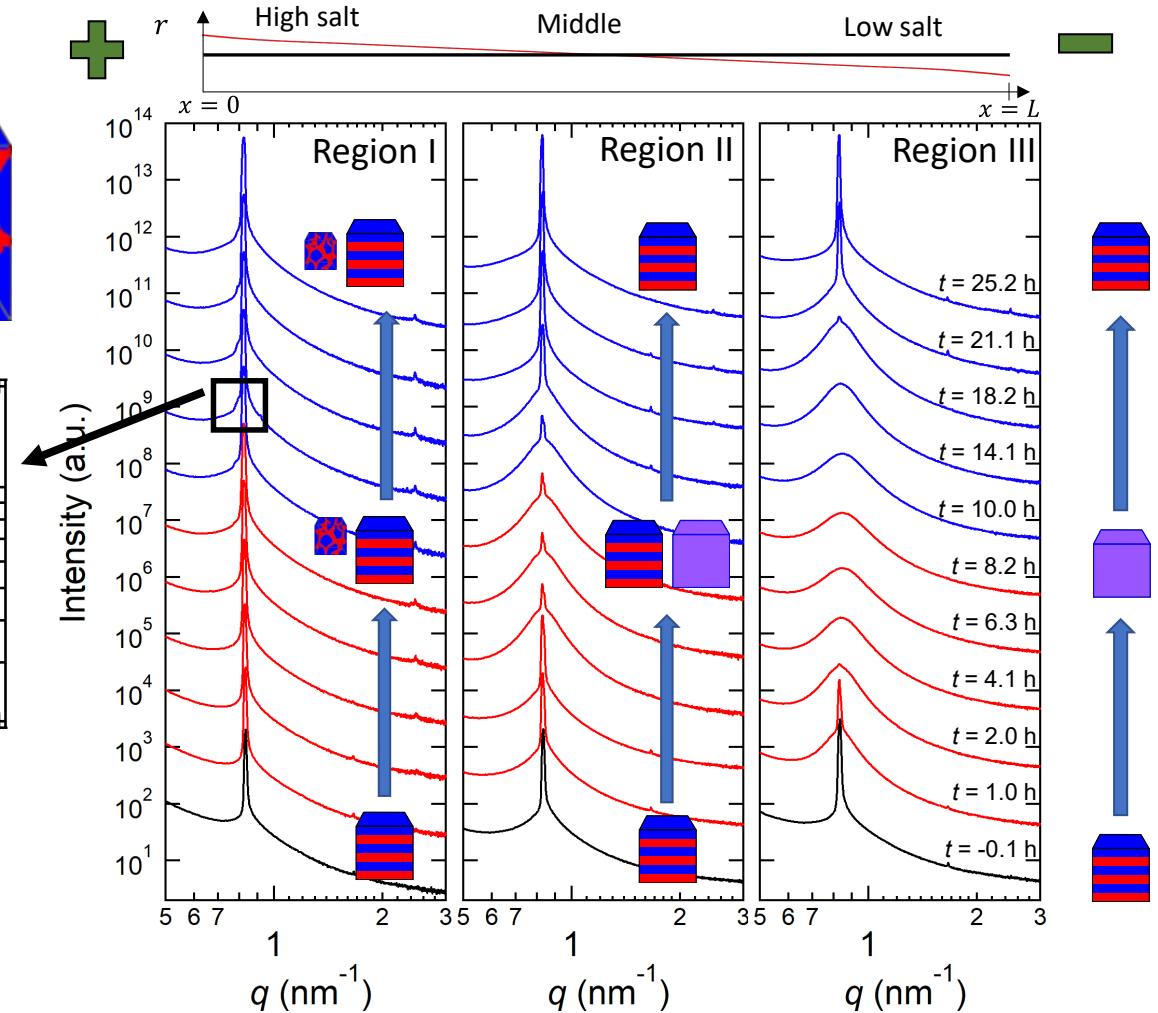 r
High salt
Middle
Low salt
x = 0
x = L
Region I
Region II
Region III
Intensity (a.u.)
10^14
10^13
10^12
10^11
10^10
10^9
10^8
10^7
10^6
10^5
10^4
10^3
10^2
10^1
t = 25.2 h
t = 21.1 h
t = 18.2 h
t = 14.1 h
t = 10.0 h
t = 8.2 h
t = 6.3 h
t = 4.1 h
t = 2.0 h
t = 1.0 h
t = -0.1 h
5 6 7 1 2 3
5 6 7 1 2 3
5 6 7 1 2 3
q (nm^-1)
q (nm^-1)
q (nm^-1)